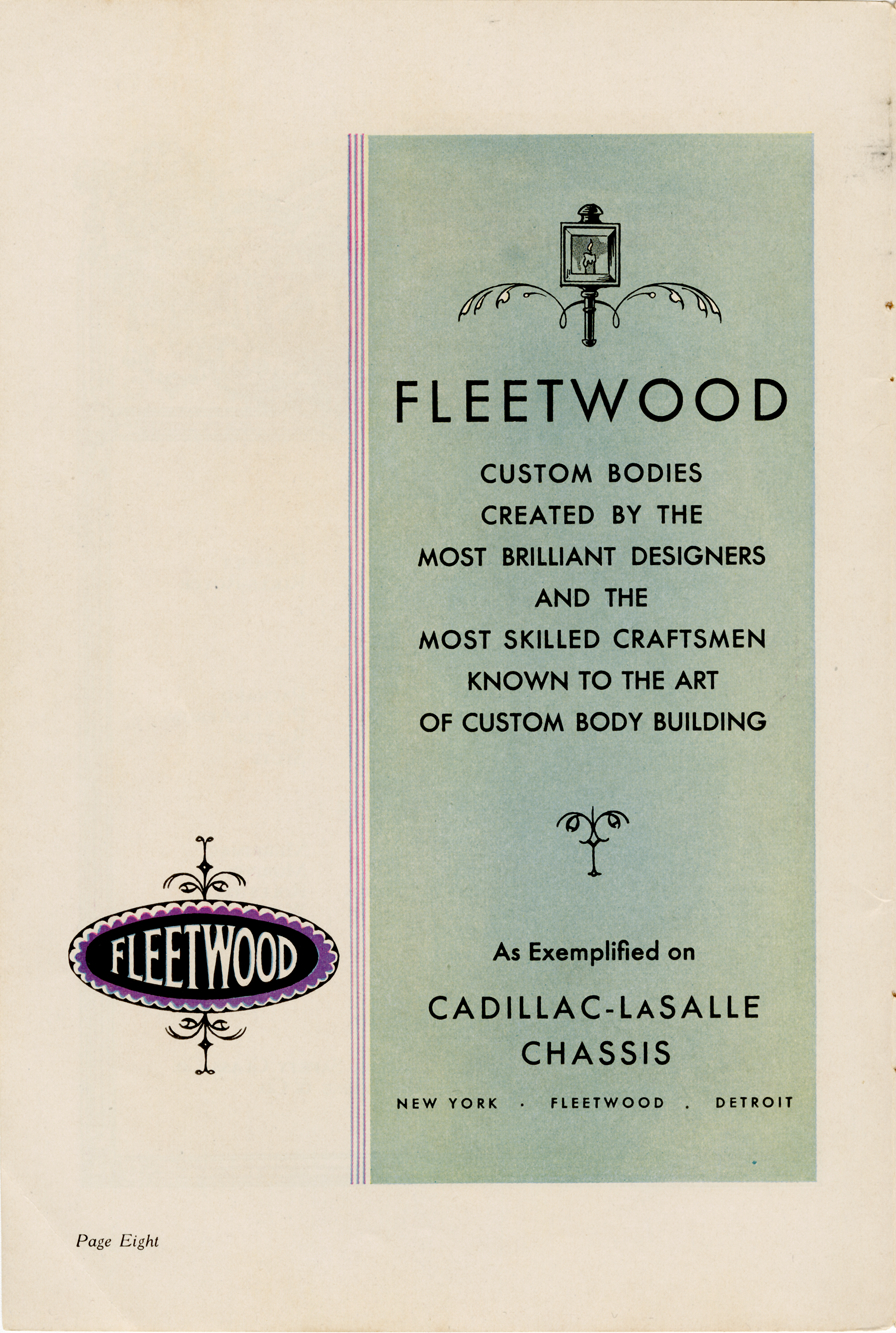 FLEETWOOD
CUSTOM BODIES
CREATED BY THE
MOST BRILLIANT DESIGNERS
AND THE
MOST SKILLED CRAFTSMEN
KNOWN TO THE ART
OF CUSTOM BODY BUILDING
FLEETWOOD
As Exemplified on
CADILLAC-LASALLE
CHASSIS
NEW YORK · FLEETWOOD . DETROIT
Page Eight